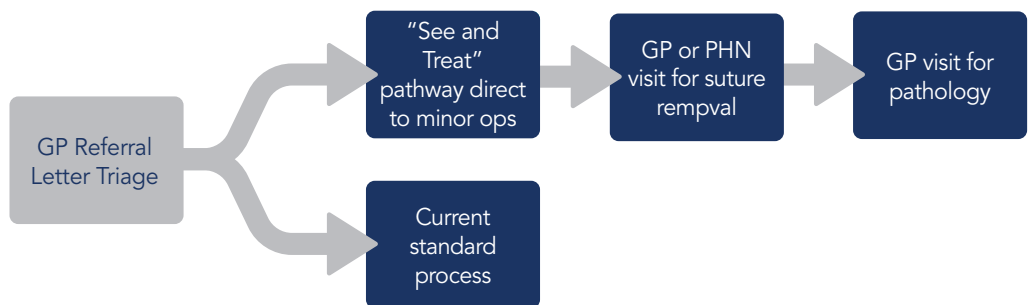 GP Referral
Letter Triage
"See and
Treat"
pathway direct
to minor ops
GP or PHN
visit for suture
rempval
GP visit for
pathology
Current
standard
process